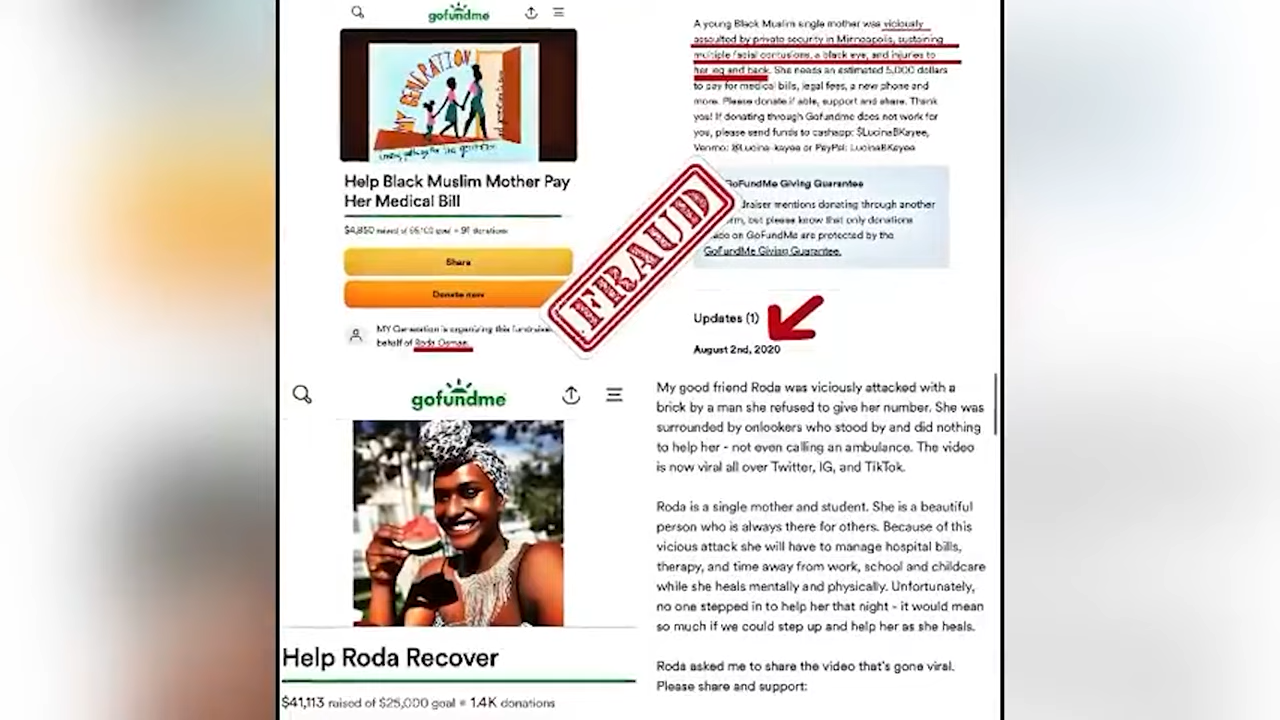 gofundme
MY GENERATION
Help Black Muslim Mother Pay
Her Medical Bill
$4,850 raised of $5,100 goal • 91 donations
Share
Donate now
MY Generation is organizing this fundraiser
behalf of Roda Osman.
A young Black Muslim single mother was viciously
assaulted by private security in Minneapolis, sustaining
multiple facial contusions, a black eye, and injuries to
her leg and back. She needs an estimated 5,000 dollars
to pay for medical bills, legal fees, a new phone and
more. Please donate if able, support and share. Thank
you! If donating through Gofundme does not work for
you, please send funds to cashapp: $LucinaBKayee,
Venmo: @Lucina-kayee or PayPal: LucinaBKayee
GoFundMe Giving Guarantee
draiser mentions donating through another
orm, but please know that only donations
on GoFundMe are protected by the
GoFundMe Giving Guarantee.
FRAUD
Updates (1)
August 2nd, 2020
gofundme
Help Roda Recover
$41,113 raised of $25,000 goal • 1.4K donations
My good friend Roda was viciously attacked with a
brick by a man she refused to give her number. She was
surrounded by onlookers who stood by and did nothing
to help her - not even calling an ambulance. The video
is now viral all over Twitter, IG, and TikTok.
Roda is a single mother and student. She is a beautiful
person who is always there for others. Because of this
vicious attack she will have to manage hospital bills,
therapy, and time away from work, school and childcare
while she heals mentally and physically. Unfortunately,
no one stepped in to help her that night - it would mean
so much if we could step up and help her as she heals.
Roda asked me to share the video that's gone viral.
Please share and support: